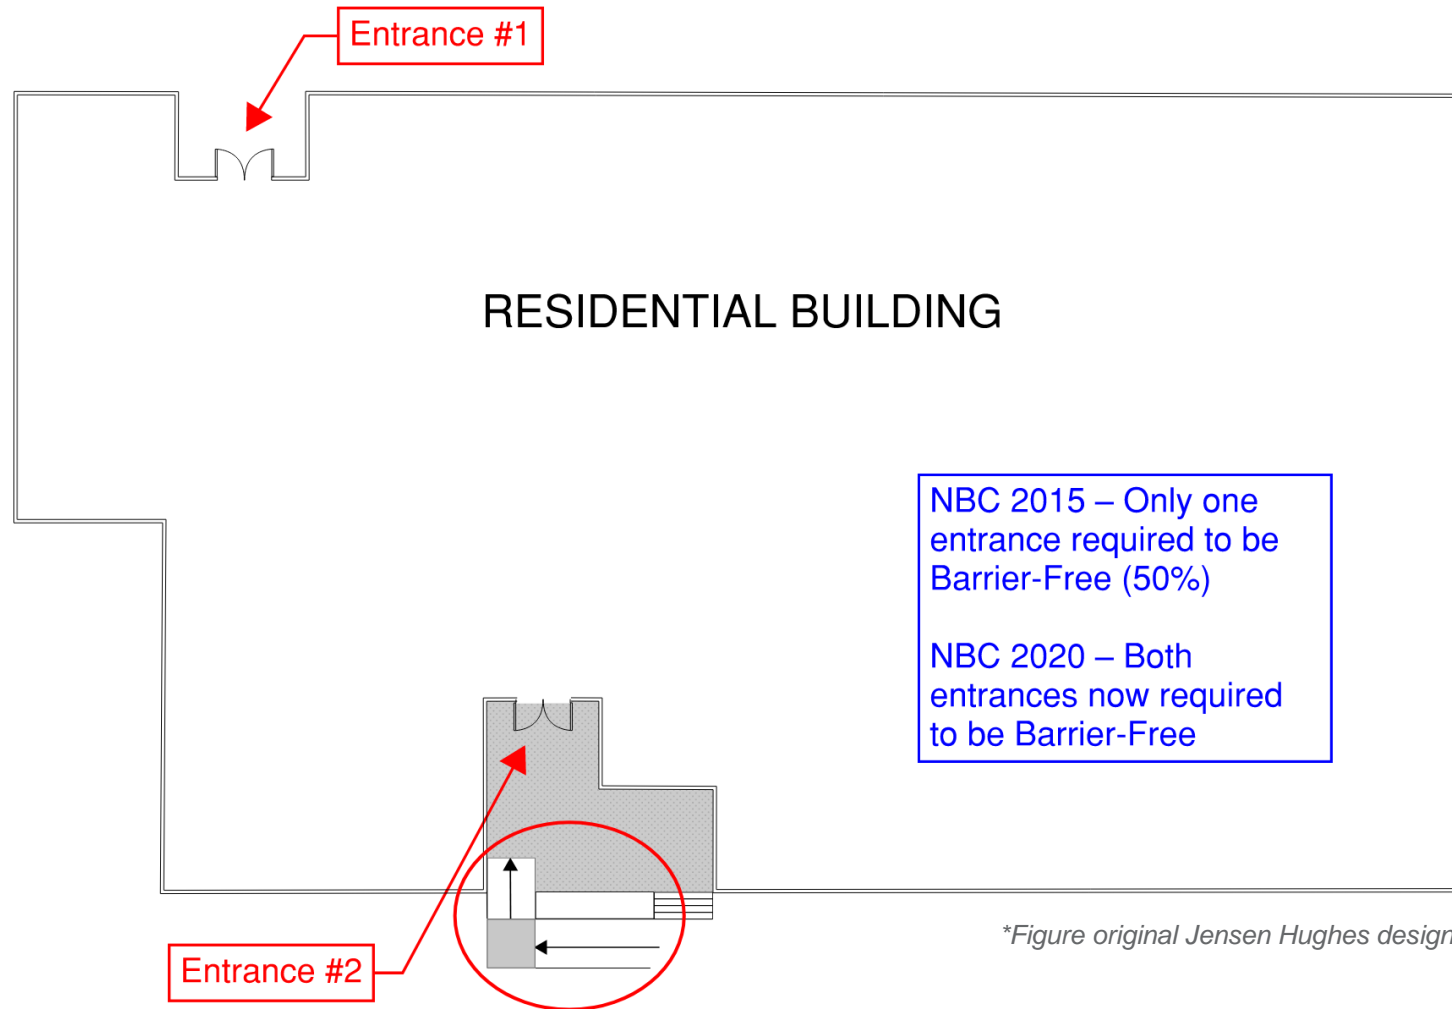 Entrance #1
RESIDENTIAL BUILDING
NBC 2015 – Only one
entrance required to be
Barrier-Free (50%)
NBC 2020 – Both
entrances now required
to be Barrier-Free
*Figure original Jensen Hughes design
Entrance #2